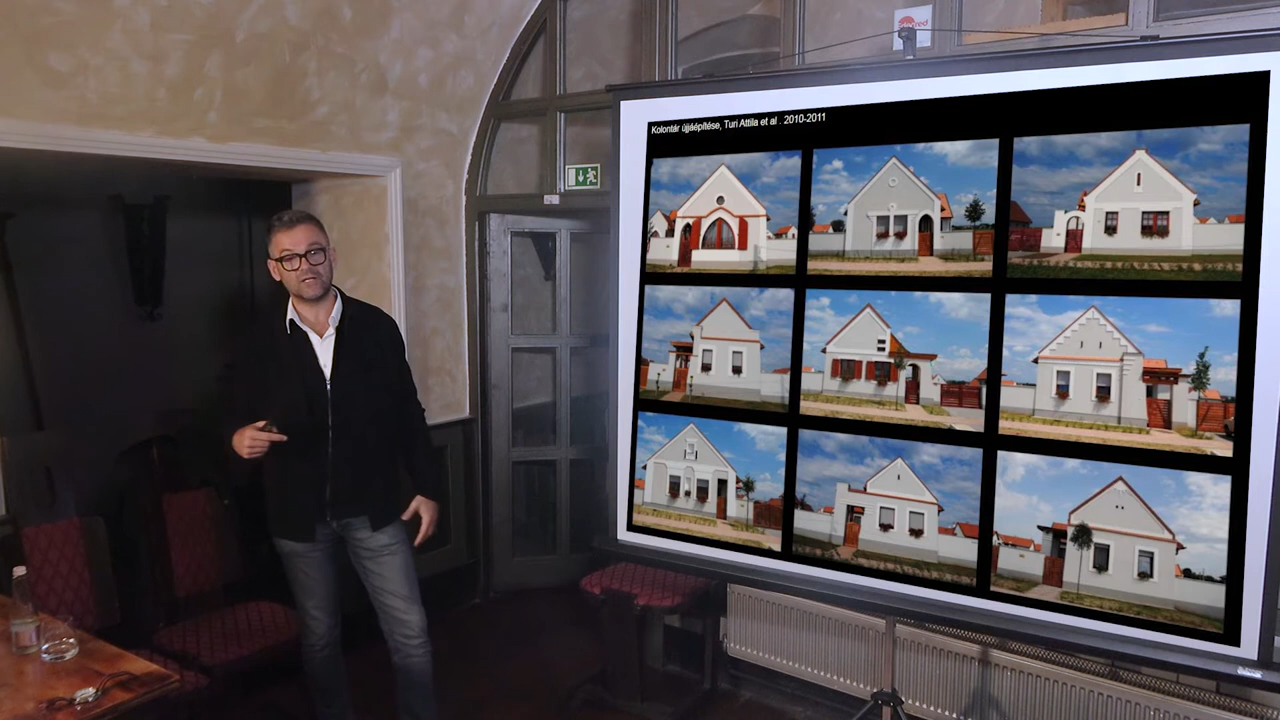 Kolontár újjáépítése, Turi Attila et al . 2010-2011